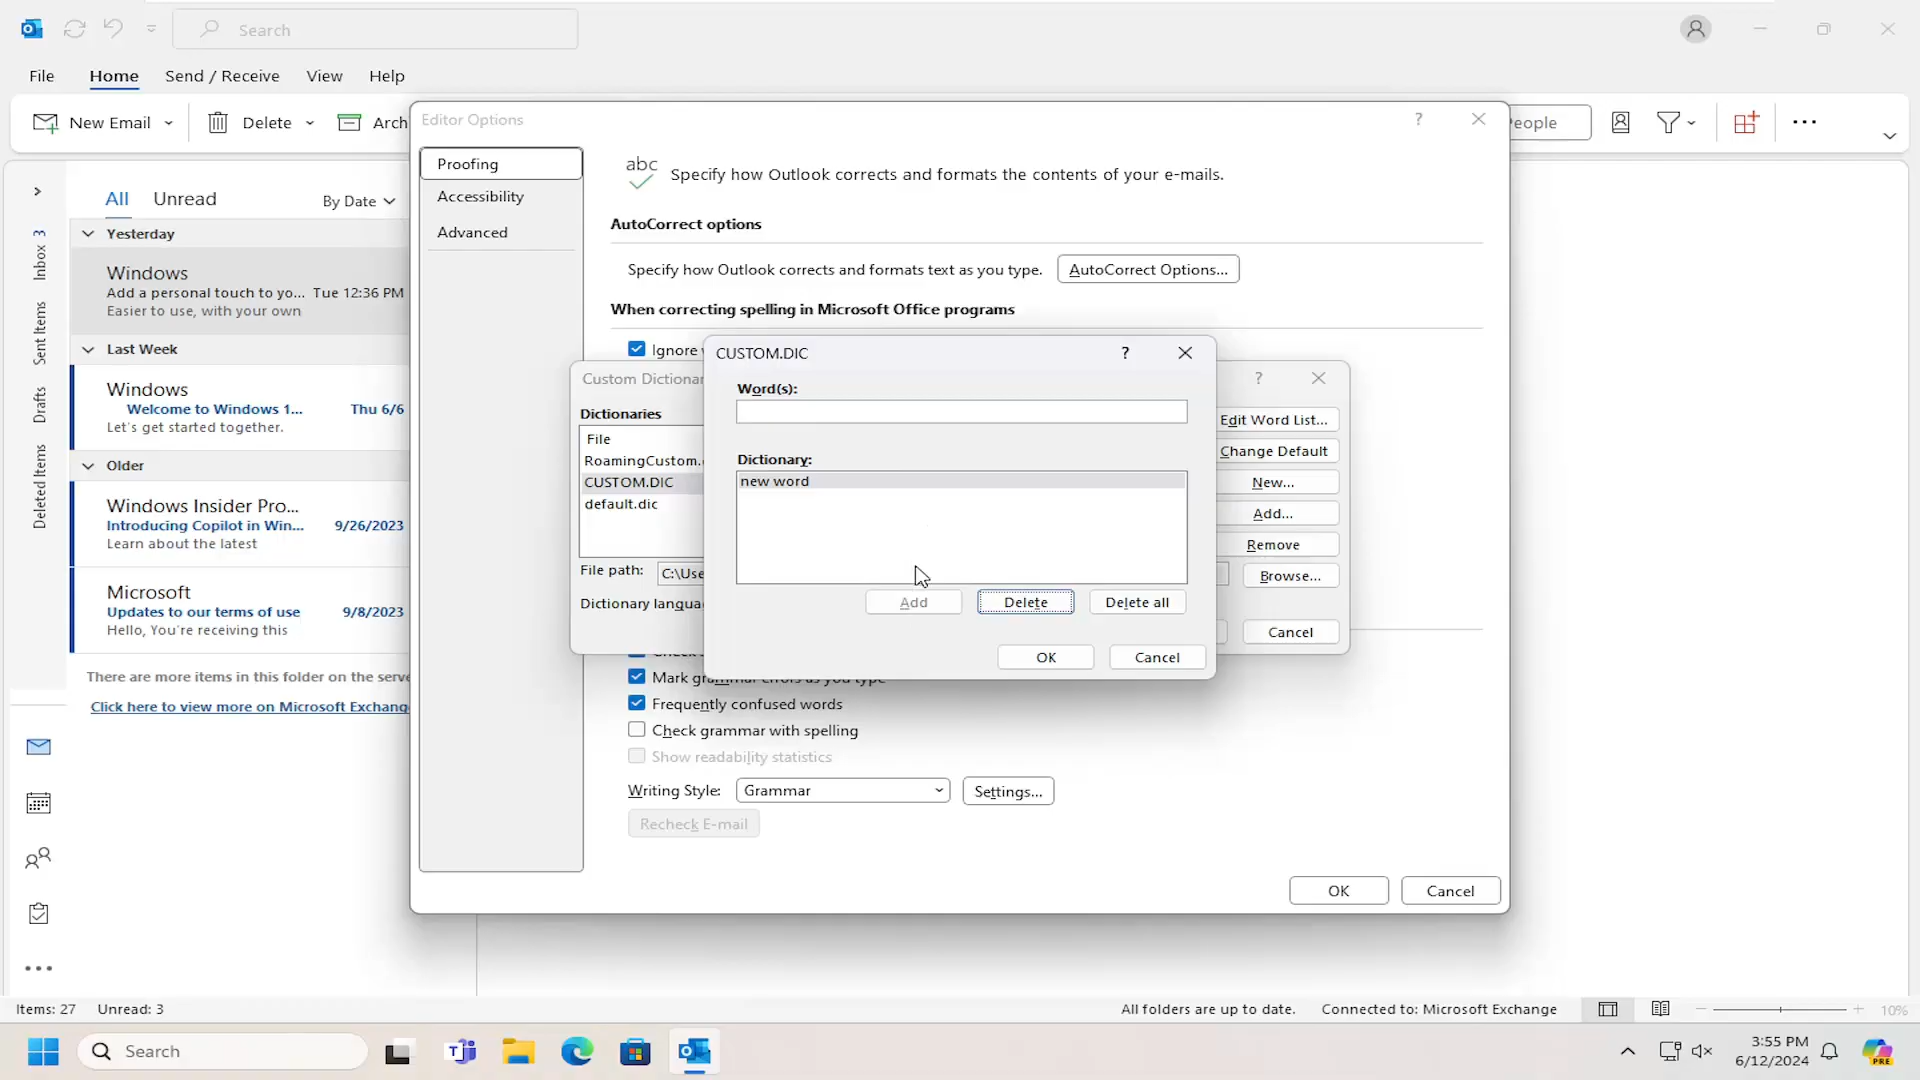 Search
File Home Send / Receive View Help
New Email Delete Arch
eople
Editor Options
Proofing
Accessibility
Advanced
abc
Specify how Outlook corrects and formats the contents of your e-mails.
AutoCorrect options
Specify how Outlook corrects and formats text as you type. AutoCorrect Options...
When correcting spelling in Microsoft Office programs
Ignore
All Unread By Date
Yesterday
Windows
Add a personal touch to yo... Tue 12:36 PM
Easier to use, with your own
Last Week
Windows
Welcome to Windows 1... Thu 6/6
Let's get started together.
Older
Windows Insider Pro...
Introducing Copilot in Win... 9/26/2023
Learn about the latest
Microsoft
Updates to our terms of use 9/8/2023
Hello, You're receiving this
There are more items in this folder on the serve
Click here to view more on Microsoft Exchang
Inbox 3
Sent Items
Drafts
Deleted Items
Custom Dictionar
Dictionaries
File
RoamingCustom.
CUSTOM.DIC
default.dic
File path: C:\Use
Dictionary langua
Edit Word List...
Change Default
New...
Add...
Remove
Browse...
Cancel
CUSTOM.DIC
Word(s):
Dictionary:
new word
Add Delete Delete all
OK Cancel
Mark grammar errors as you type
Frequently confused words
Check grammar with spelling
Show readability statistics
Writing Style: Grammar Settings...
Recheck E-mail
OK Cancel
Items: 27 Unread: 3
All folders are up to date. Connected to: Microsoft Exchange
10%
Search
3:55 PM
6/12/2024
PRE